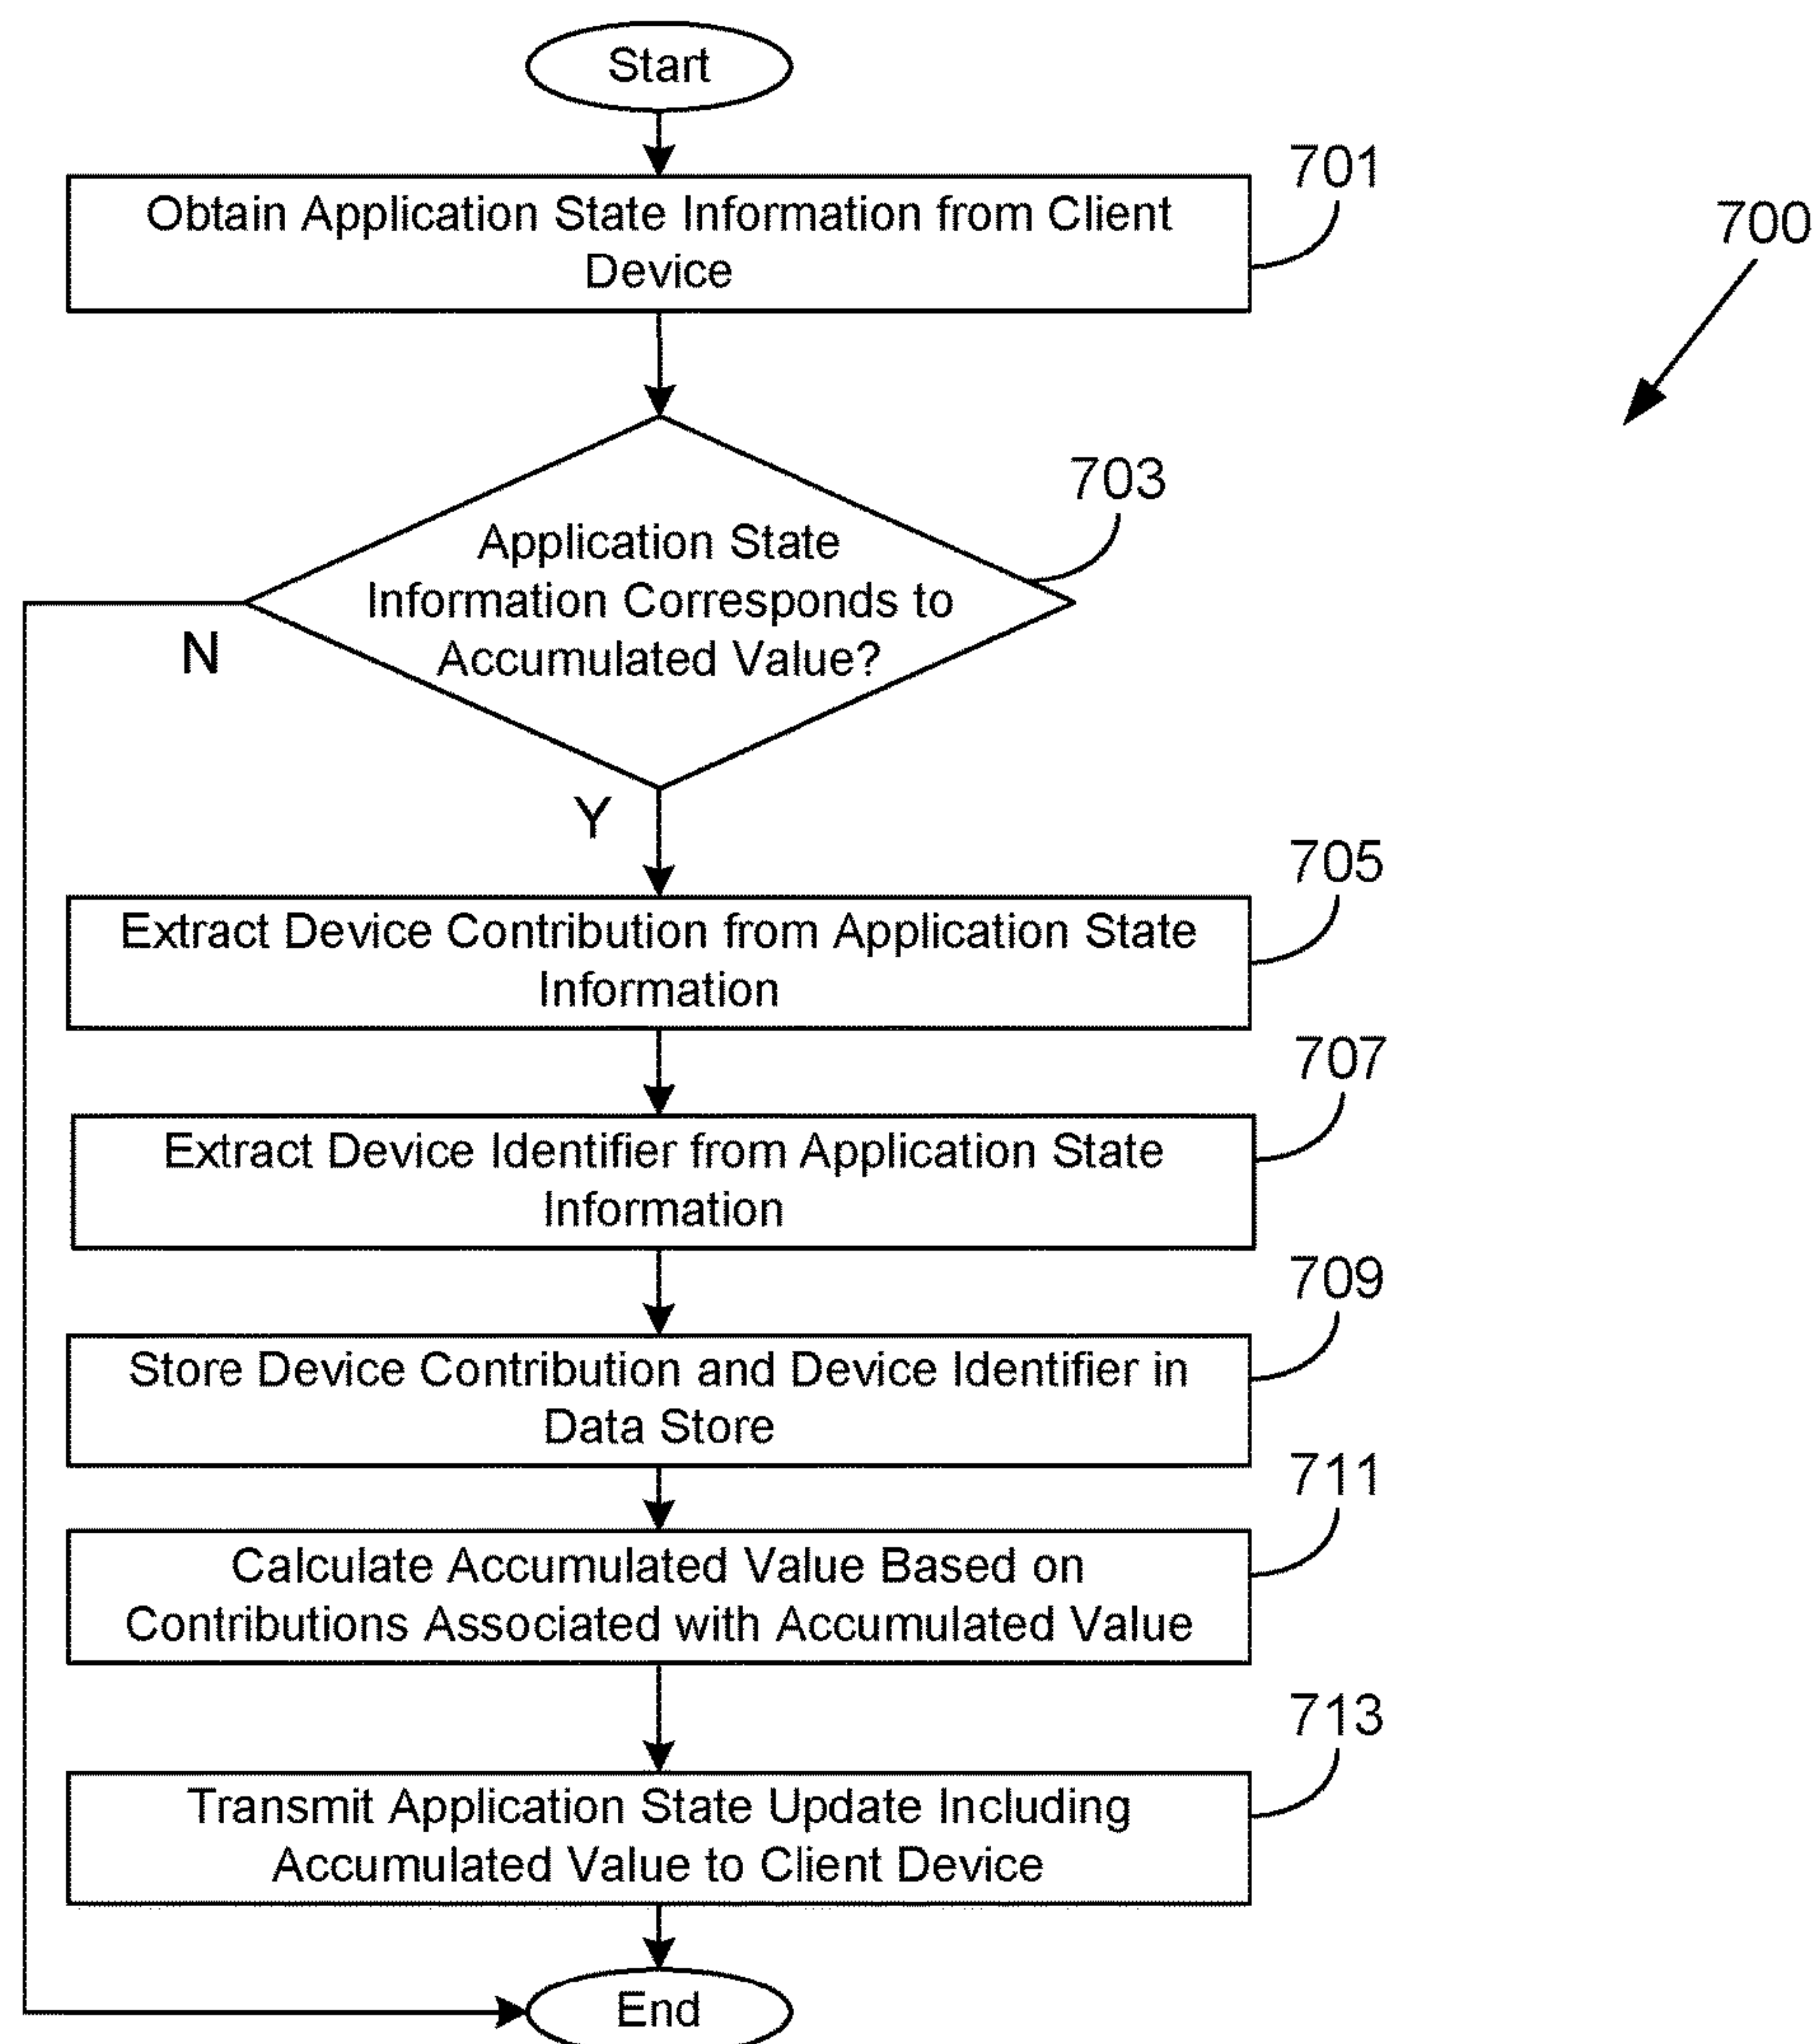 Start
701
Obtain Application State Information from Client
Device
700
703
Application State
Information Corresponds to
Accumulated Value?
N
Y
705
Extract Device Contribution from Application State
Information
707
Extract Device Identifier from Application State
Information
709
Store Device Contribution and Device Identifier in
Data Store
711
Calculate Accumulated Value Based on
Contributions Associated with Accumulated Value
713
Transmit Application State Update Including
Accumulated Value to Client Device
End